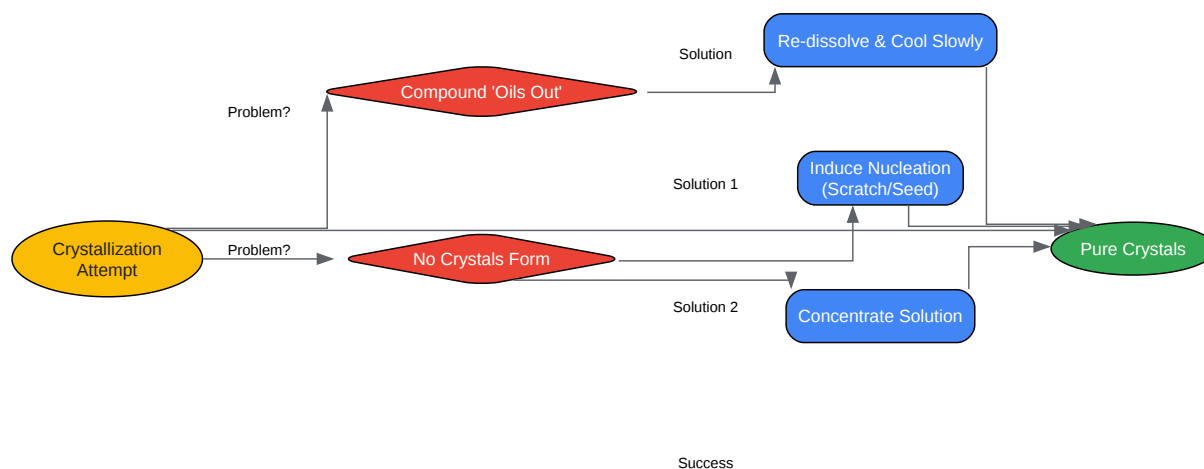 Re-dissolve & Cool Slowly
Solution
Compound 'Oils Out'
Problem?
Induce Nucleation
(Scratch/Seed)
Solution 1
Crystallization
Attempt
Problem?
No Crystals Form
Pure Crystals
Solution 2
Concentrate Solution
Success